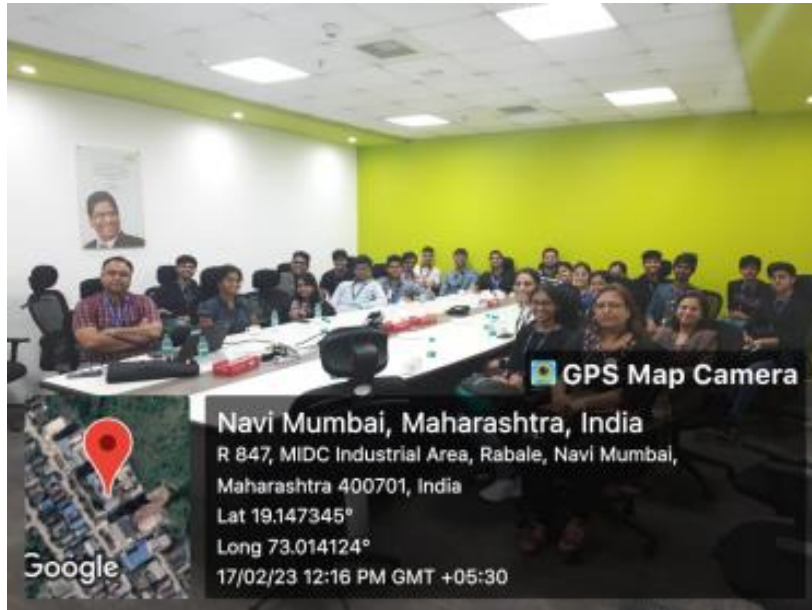 GPS Map Camera
Navi Mumbai, Maharashtra, India
R 847, MIDC Industrial Area, Rabale, Navi Mumbai,
Maharashtra 400701, India
Lat 19.147345°
Long 73.014124°
17/02/23 12:16 PM GMT +05:30
Google